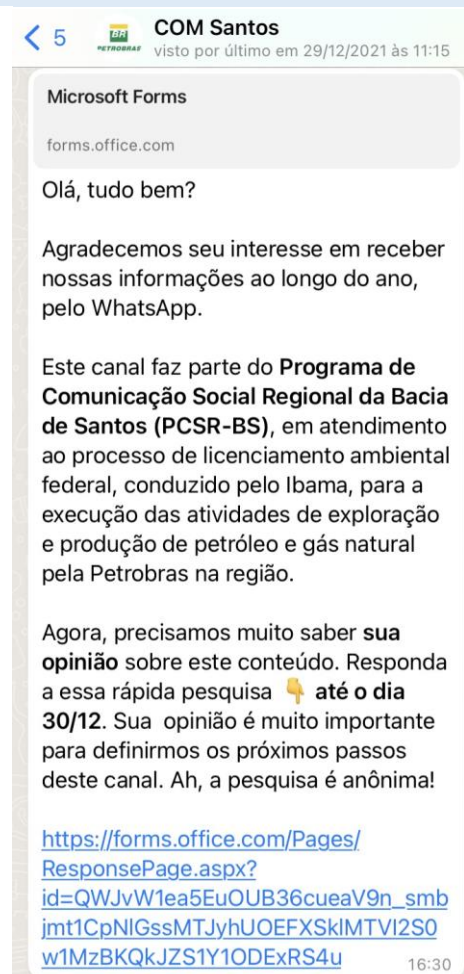 5
BR
PETROBRAS
COM Santos
visto por último em 29/12/2021 às 11:15
Microsoft Forms
forms.office.com
Olá, tudo bem?
Agradecemos seu interesse em receber
nossas informações ao longo do ano,
pelo WhatsApp.
Este canal faz parte do Programa de
Comunicação Social Regional da Bacia
de Santos (PCSR-BS), em atendimento
ao processo de licenciamento ambiental
federal, conduzido pelo Ibama, para a
execução das atividades de exploração
e produção de petróleo e gás natural
pela Petrobras na região.
Agora, precisamos muito saber sua
opinião sobre este conteúdo. Responda
a essa rápida pesquisa 👇 até o dia
30/12. Sua  opinião é muito importante
para definirmos os próximos passos
deste canal. Ah, a pesquisa é anônima!
https://forms.office.com/Pages/
ResponsePage.aspx?
id=QWJvW1ea5EuOUB36cueaV9n_smb
jmt1CpNlGssMTJyhUOEFXSklMTVI2S0
w1MzBKQkJZS1Y1ODExRS4u
16:30